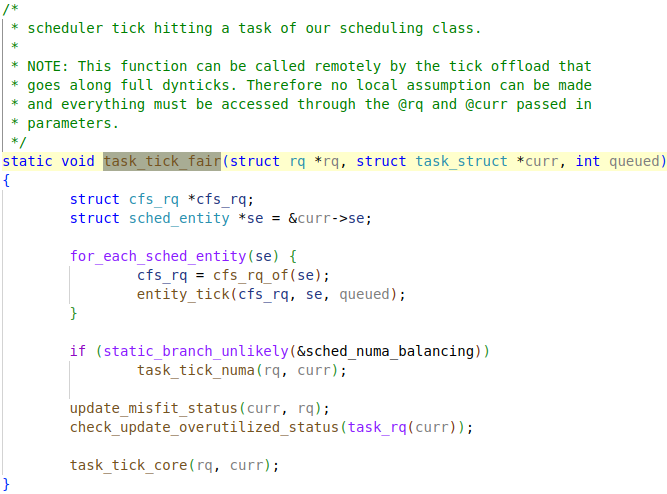 /*
 * scheduler tick hitting a task of our scheduling class.
 *
 * NOTE: This function can be called remotely by the tick offload that
 * goes along full dynticks. Therefore no local assumption can be made
 * and everything must be accessed through the @rq and @curr passed in
 * parameters.
 */
static void task_tick_fair(struct rq *rq, struct task_struct *curr, int queued)
{
        struct cfs_rq *cfs_rq;
        struct sched_entity *se = &curr->se;

        for_each_sched_entity(se) {
                cfs_rq = cfs_rq_of(se);
                entity_tick(cfs_rq, se, queued);
        }

        if (static_branch_unlikely(&sched_numa_balancing))
                task_tick_numa(rq, curr);

        update_misfit_status(curr, rq);
        check_update_overutilized_status(task_rq(curr));

        task_tick_core(rq, curr);
}